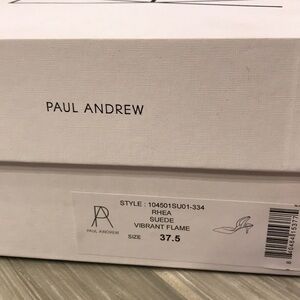 PAUL ANDREW
STYLE : 104501SU01-334
RHEA
SUEDE
VIBRANT FLAME
PAUL ANDREW
SIZE 37.5